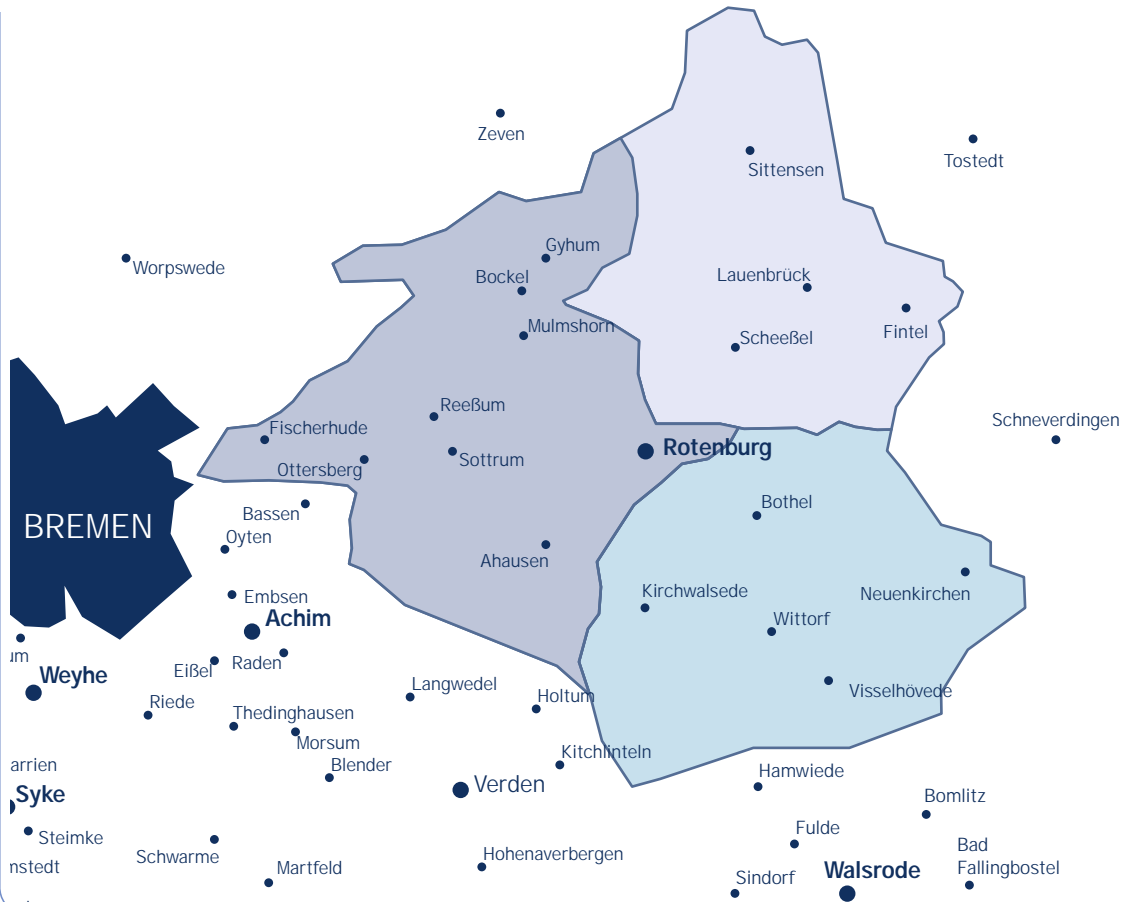 Zeven
Tostedt
Sittensen
Gyhum
Worpswede
Bockel
Lauenbrück
Mulmshorn
Fintel
Scheeßel
Reeßum
Schneverdingen
Fischerhude
Rotenburg
Sottrum
Ottersberg
Bothel
Bassen
BREMEN
Oyten
Ahausen
Kirchwalsede
Neuenkirchen
Embsen
Achim
Wittorf
um
Raden
Eißel
Weyhe
Langwedel
Visselhövede
Holtum
Riede
Thedinghausen
Morsum
Kitchlinteln
Blender
arrien
Hamwiede
Verden
Syke
Bomlitz
Fulde
Steimke
Bad
Fallingbostel
Hohenaverbergen
Schwarme
mstedt
Martfeld
Walsrode
Sindorf